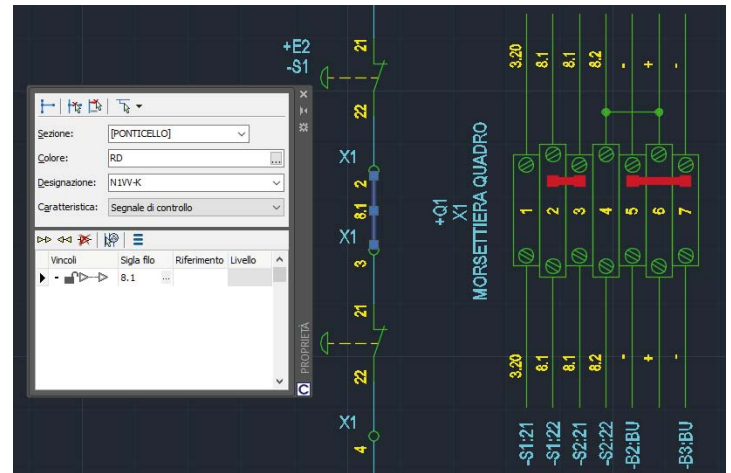 Sezione: [PONTICELLO]
Colore: RD ...
Designazione: N1VV-K
Caratteristica: Segnale di controllo
Vincoli Sigla filo Riferimento Livello
8.1 ...
PROPRIETÀ
C
+E2
-S1
21
22
X1
2
8.1
X1
3
21
22
X1
4
+Q1
X1
MORSETTIERA QUADRO
3.20 8.1 8.1 8.2 - + -
1 2 3 4 5 6 7
3.20 8.1 8.1 8.2 - + -
-S1:21
-S1:22
-S2:21
-S2:22
-B2:BU
-B3:BU